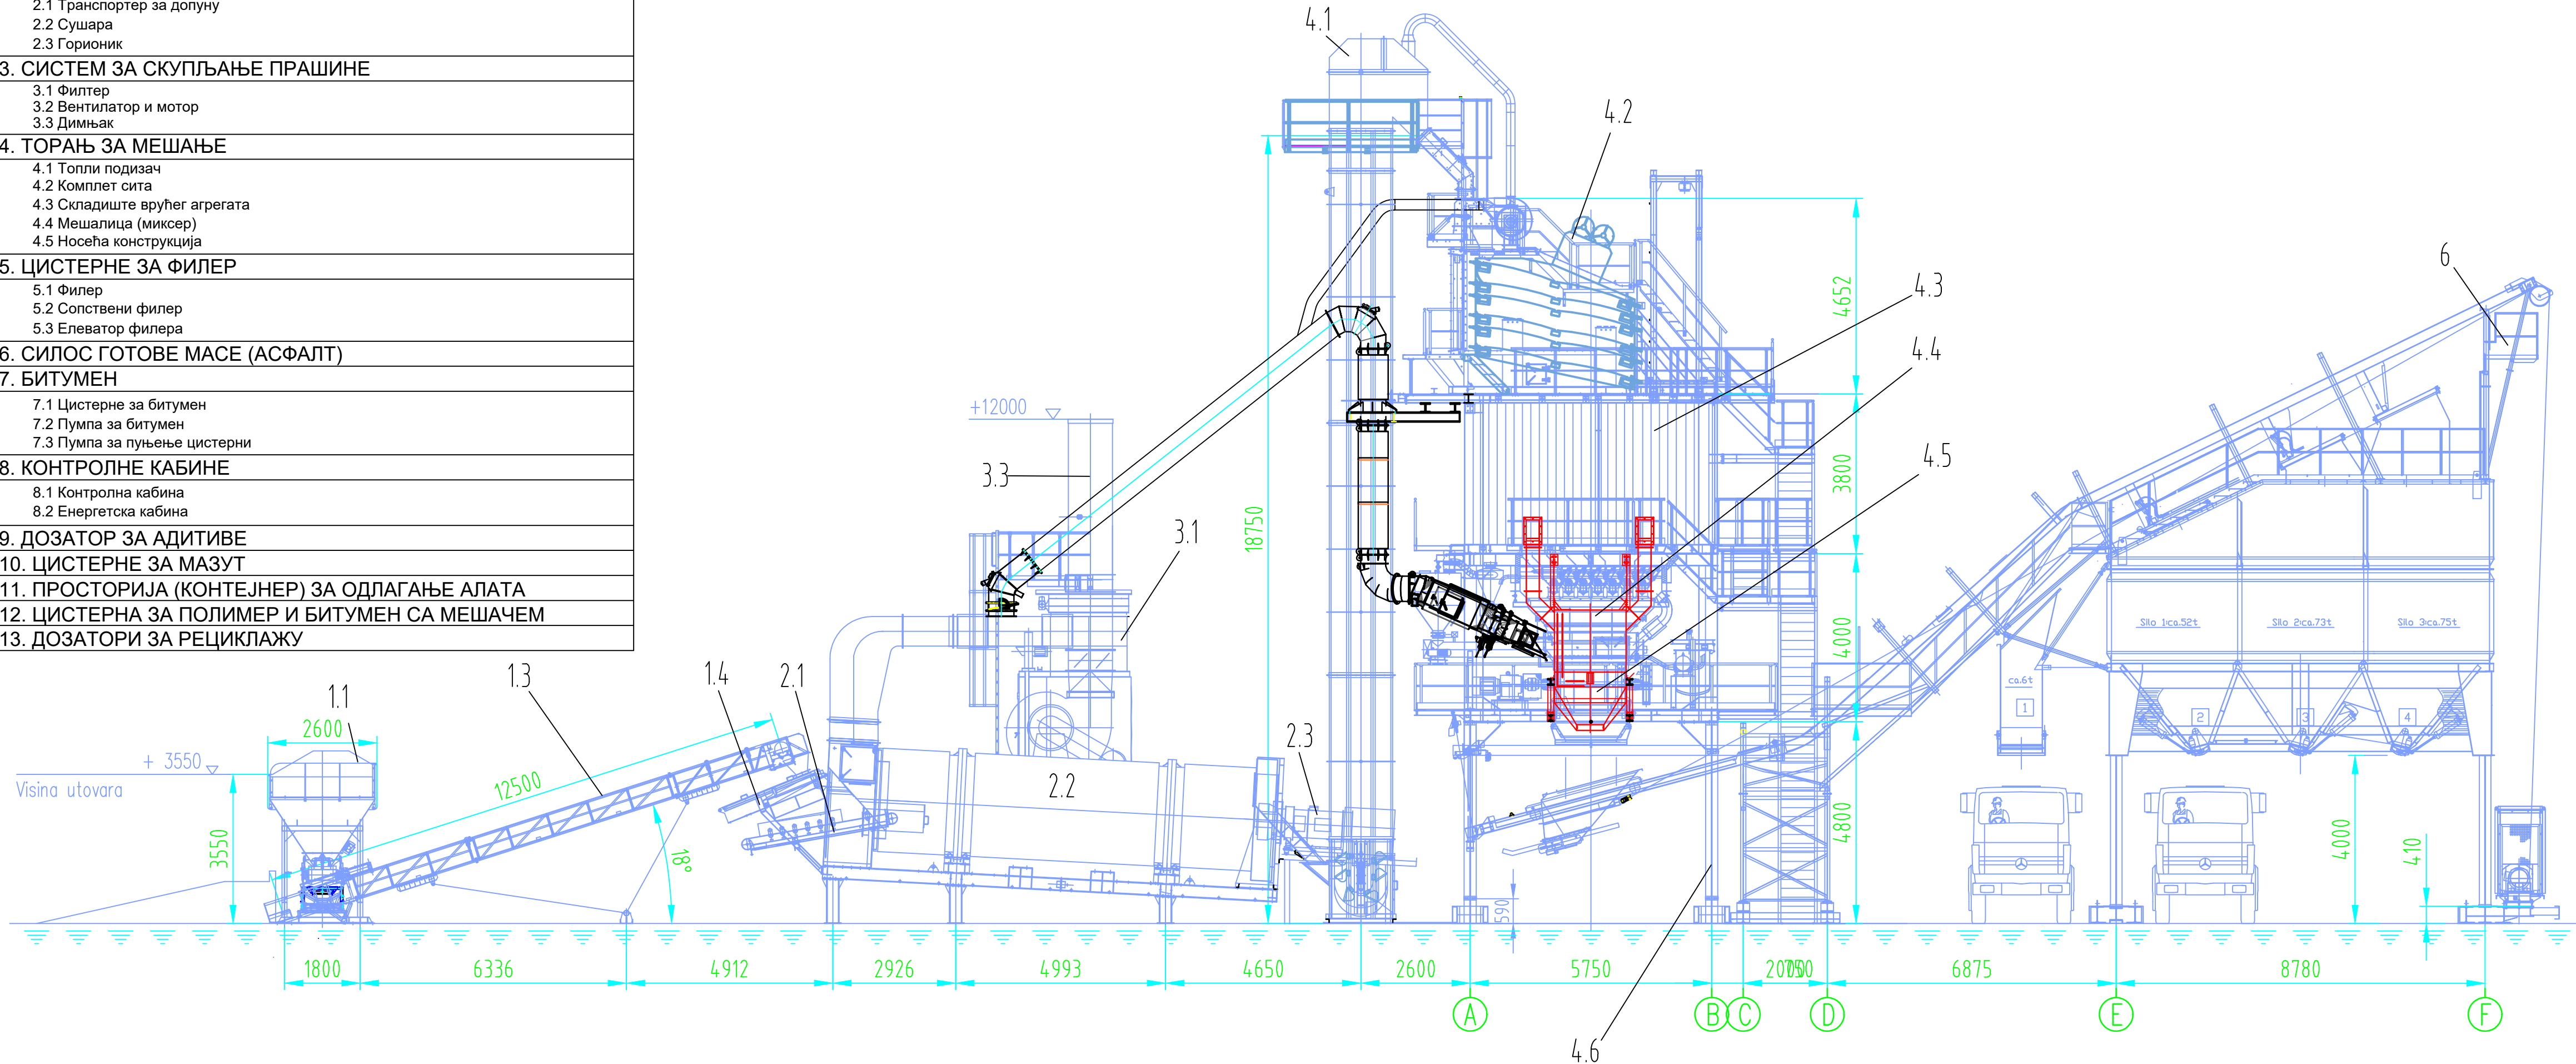 2.1 Транспортер за допуну
2.2 Сушара
2.3 Горионик
3. СИСТЕМ ЗА СКУПЉАЊЕ ПРАШИНЕ
3.1 Филтер
3.2 Вентилатор и мотор
3.3 Димњак
4. ТОРАЊ ЗА МЕШАЊЕ
4.1 Топли подизач
4.2 Комплет сита
4.3 Складиште врућег агрегата
4.4 Мешалица (миксер)
4.5 Носећа конструкција
5. ЦИСТЕРНЕ ЗА ФИЛЕР
5.1 Филер
5.2 Сопствени филер
5.3 Елеватор филера
6. СИЛОС ГОТОВЕ МАСЕ (АСФАЛТ)
7. БИТУМЕН
7.1 Цистерне за битумен
7.2 Пумпа за битумен
7.3 Пумпа за пуњење цистерни
8. КОНТРОЛНЕ КАБИНЕ
8.1 Контролна кабина
8.2 Енергетска кабина
9. ДОЗАТОР ЗА АДИТИВЕ
10. ЦИСТЕРНЕ ЗА МАЗУТ
11. ПРОСТОРИЈА (КОНТЕЈНЕР) ЗА ОДЛАГАЊЕ АЛАТА
12. ЦИСТЕРНА ЗА ПОЛИМЕР И БИТУМЕН СА МЕШАЧЕМ
13. ДОЗАТОРИ ЗА РЕЦИКЛАЖУ
4.1
4.2
6
4.3
4.4
4.5
4652
3800
4000
4800
+12000
3.3
3.1
18750
1.1
1.3
1.4
2.1
2.2
2.3
2600
+ 3550
Visina utovara
3550
12500
18°
Silo 1:ca.52t
Silo 2:ca.73t
Silo 3:ca.75t
ca.6t
1
2
3
4
4000
410
590
1800
6336
4912
2926
4993
4650
2600
5750
2000
750
6875
8780
A
B
C
D
E
F
4.6